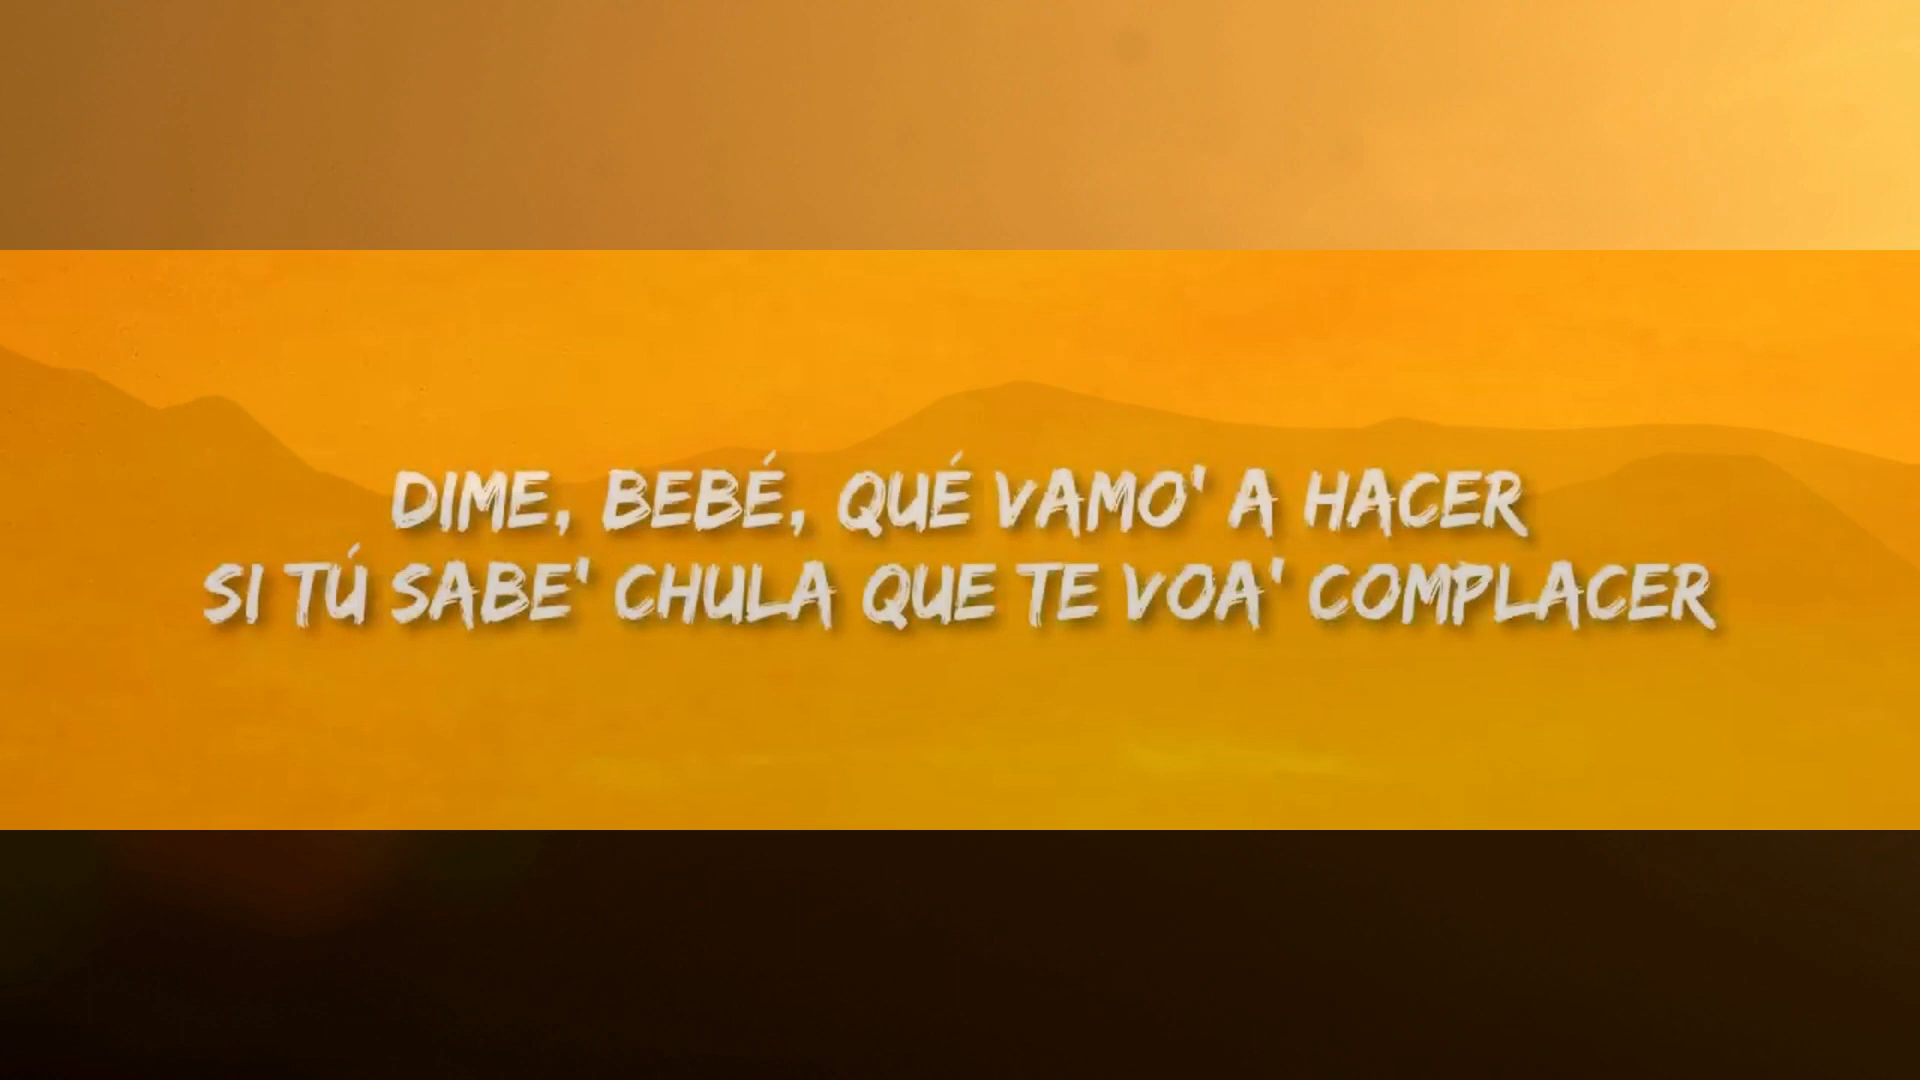 DIME, BEBÉ, QUÉ VAMO' A HACER
SI TÚ SABE' CHULA QUE TE VOA' COMPLACER